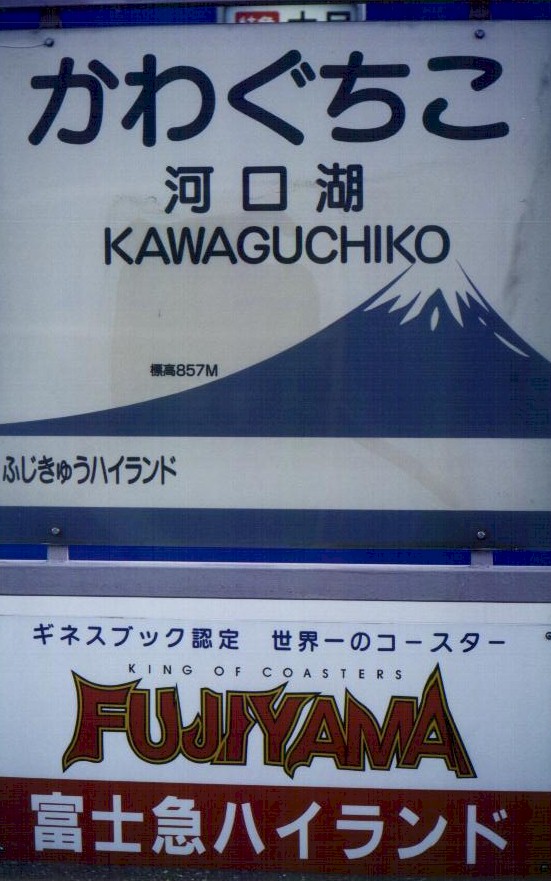 特急
かわぐちこ
河口湖
KAWAGUCHIKO
標高857M
ふじきゅうハイランド
ギネスブック認定 世界一のコースター
KING OF COASTERS
FUJIYAMA
富士急ハイランド